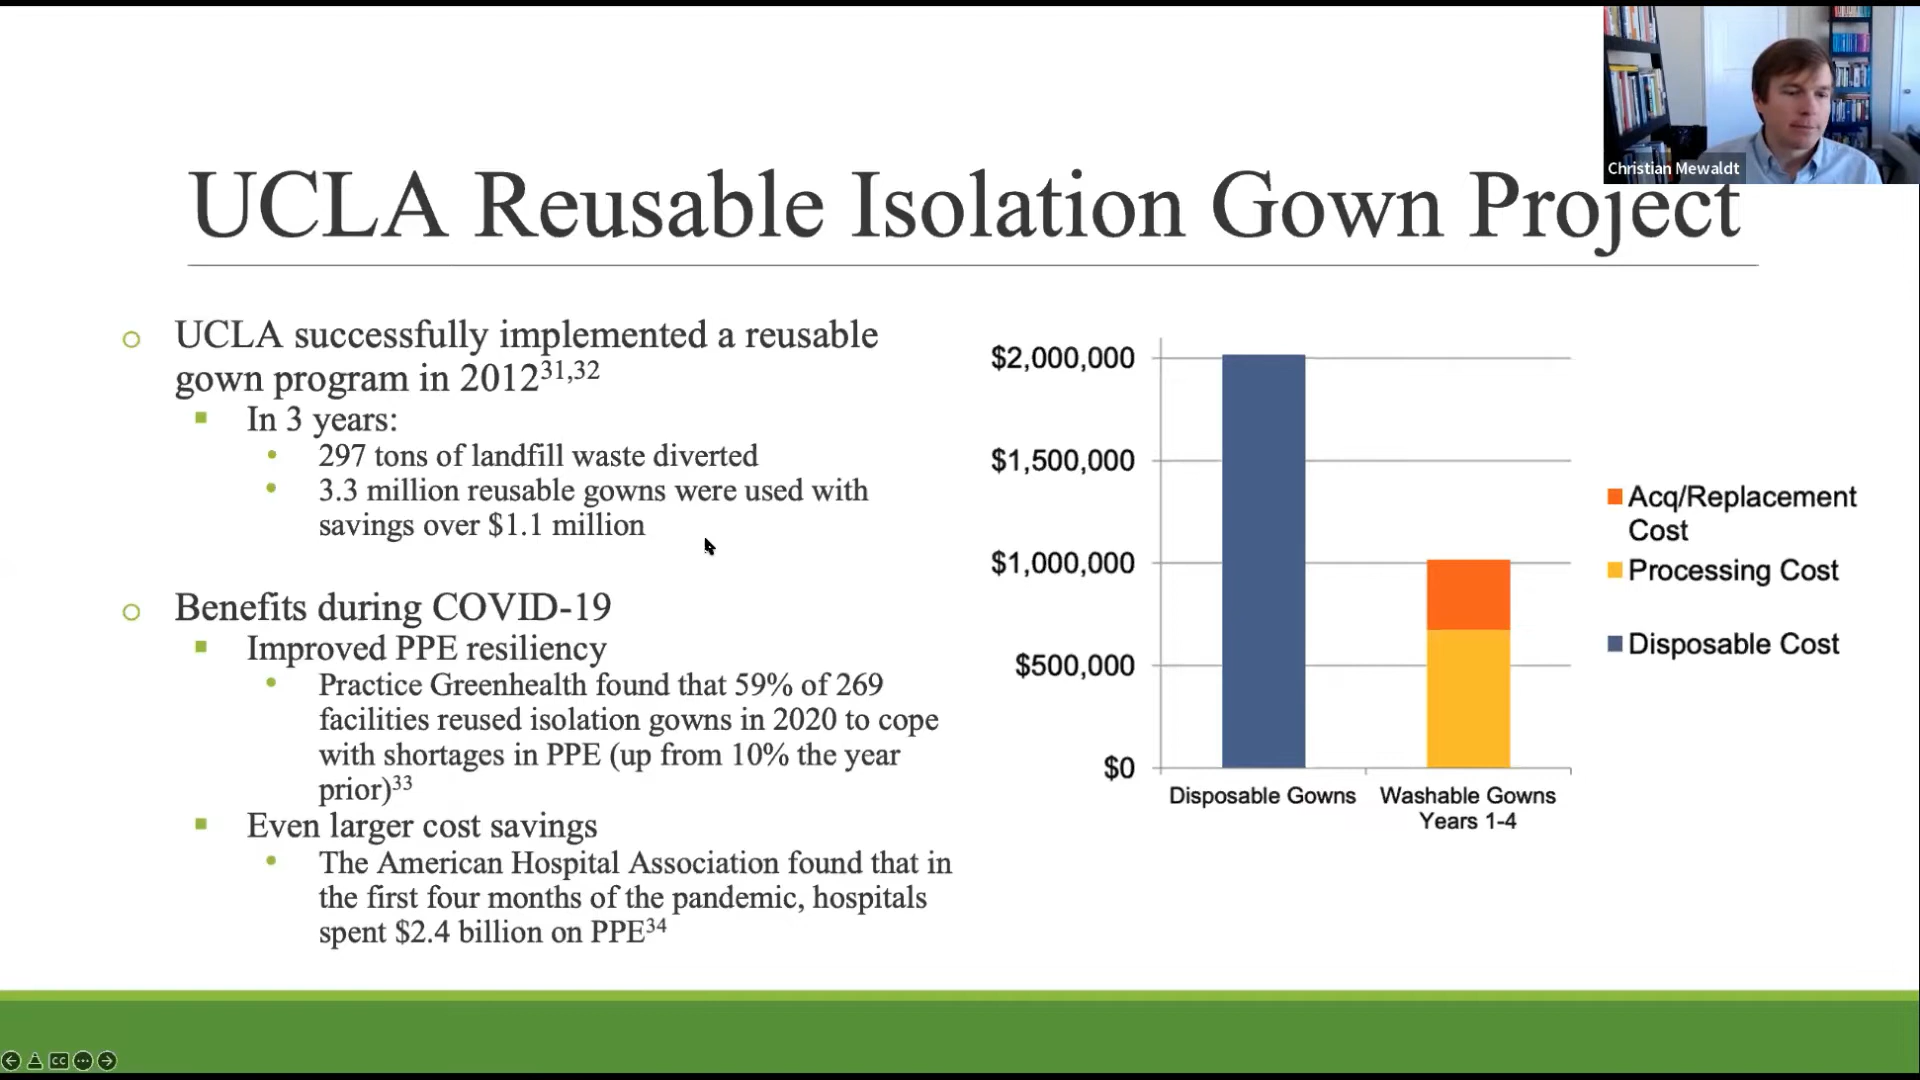 Christian Mewaldt
UCLA Reusable Isolation Gown Project
UCLA successfully implemented a reusable
gown program in 2012³¹,³²
In 3 years:
297 tons of landfill waste diverted
3.3 million reusable gowns were used with
savings over $1.1 million
Benefits during COVID-19
Improved PPE resiliency
Practice Greenhealth found that 59% of 269
facilities reused isolation gowns in 2020 to cope
with shortages in PPE (up from 10% the year
prior)³³
Even larger cost savings
The American Hospital Association found that in
the first four months of the pandemic, hospitals
spent $2.4 billion on PPE³⁴
$2,000,000
$1,500,000
$1,000,000
$500,000
$0
Disposable Gowns
Washable Gowns
Years 1-4
Acq/Replacement
Cost
Processing Cost
Disposable Cost
CC